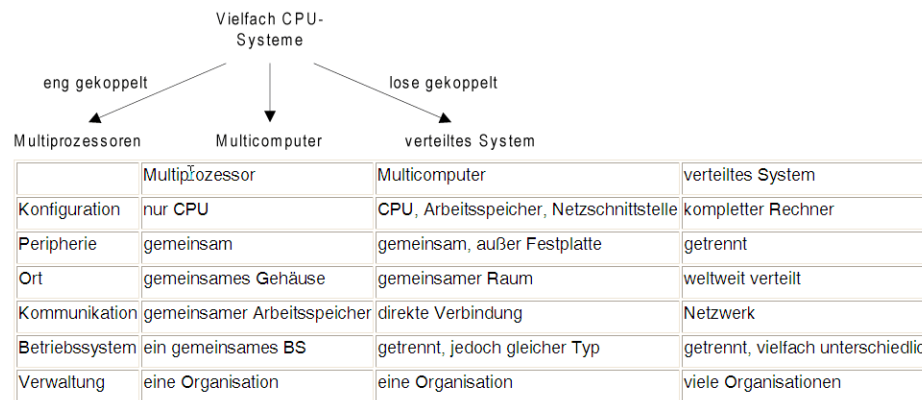 Vielfach CPU-
Systeme
eng gekoppelt lose gekoppelt
Multiprozessoren Multicomputer verteiltes System
Multiprozessor Multicomputer verteiltes System
Konfiguration nur CPU CPU, Arbeitsspeicher, Netzschnittstelle kompletter Rechner
Peripherie gemeinsam gemeinsam, außer Festplatte getrennt
Ort gemeinsames Gehäuse gemeinsamer Raum weltweit verteilt
Kommunikation gemeinsamer Arbeitsspeicher direkte Verbindung Netzwerk
Betriebssystem ein gemeinsames BS getrennt, jedoch gleicher Typ getrennt, vielfach unterschiedlic
Verwaltung eine Organisation eine Organisation viele Organisationen